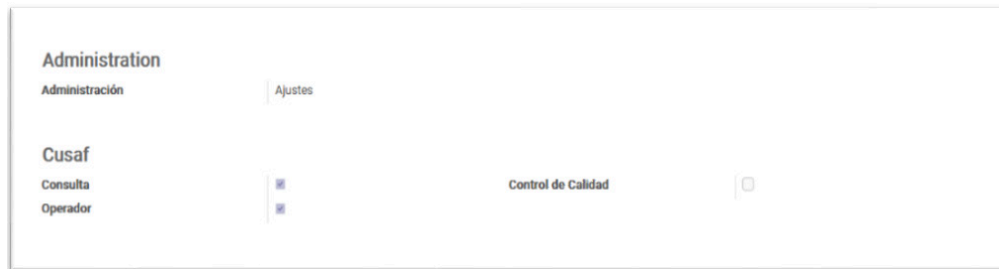 Administration
Administración Ajustes
Cusaf
Consulta Control de Calidad
Operador